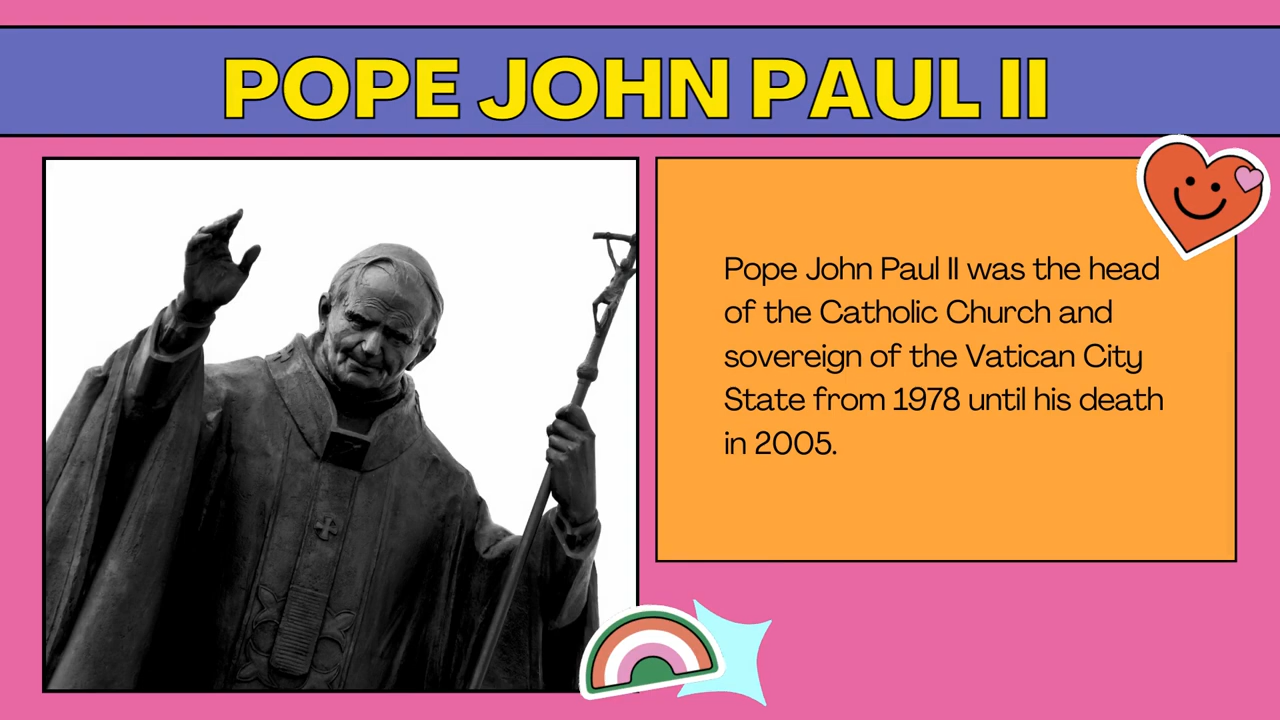 POPE JOHN PAUL II
Pope John Paul II was the head
of the Catholic Church and
sovereign of the Vatican City
State from 1978 until his death
in 2005.